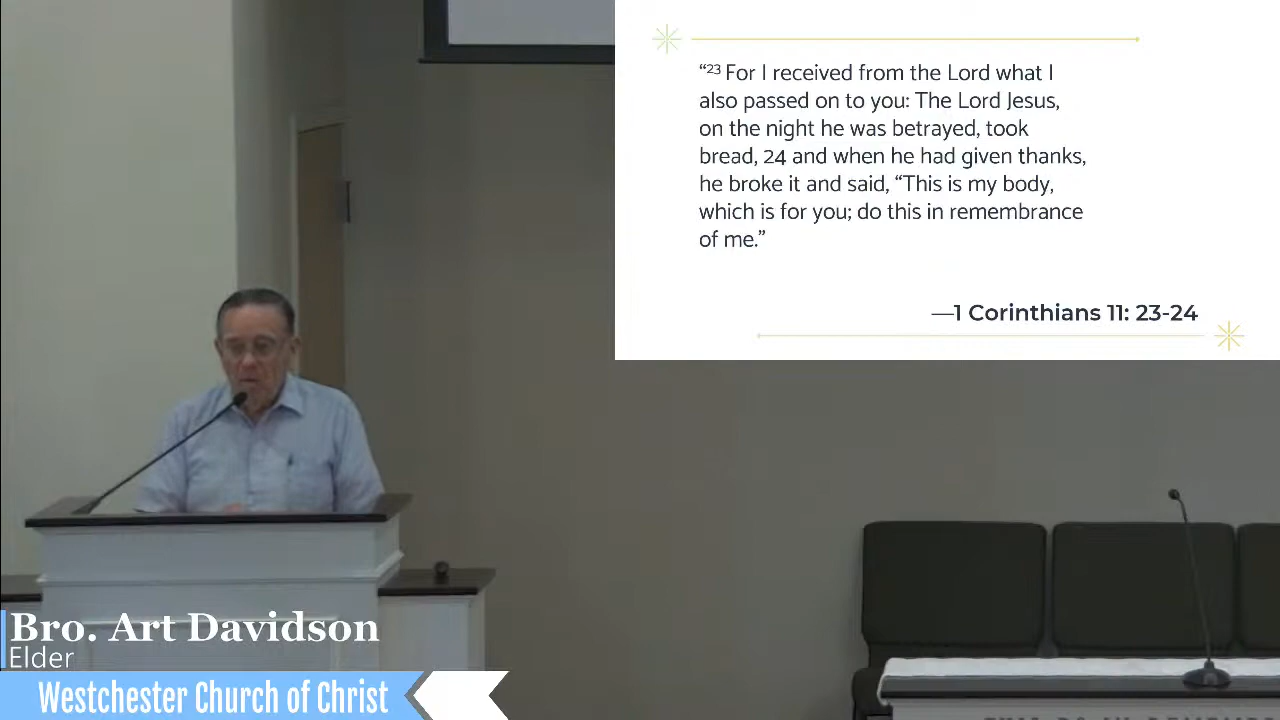 “²³ For I received from the Lord what I
also passed on to you: The Lord Jesus,
on the night he was betrayed, took
bread, 24 and when he had given thanks,
he broke it and said, “This is my body,
which is for you; do this in remembrance
of me.”
—1 Corinthians 11: 23-24
Bro. Art Davidson
Elder
Westchester Church of Christ